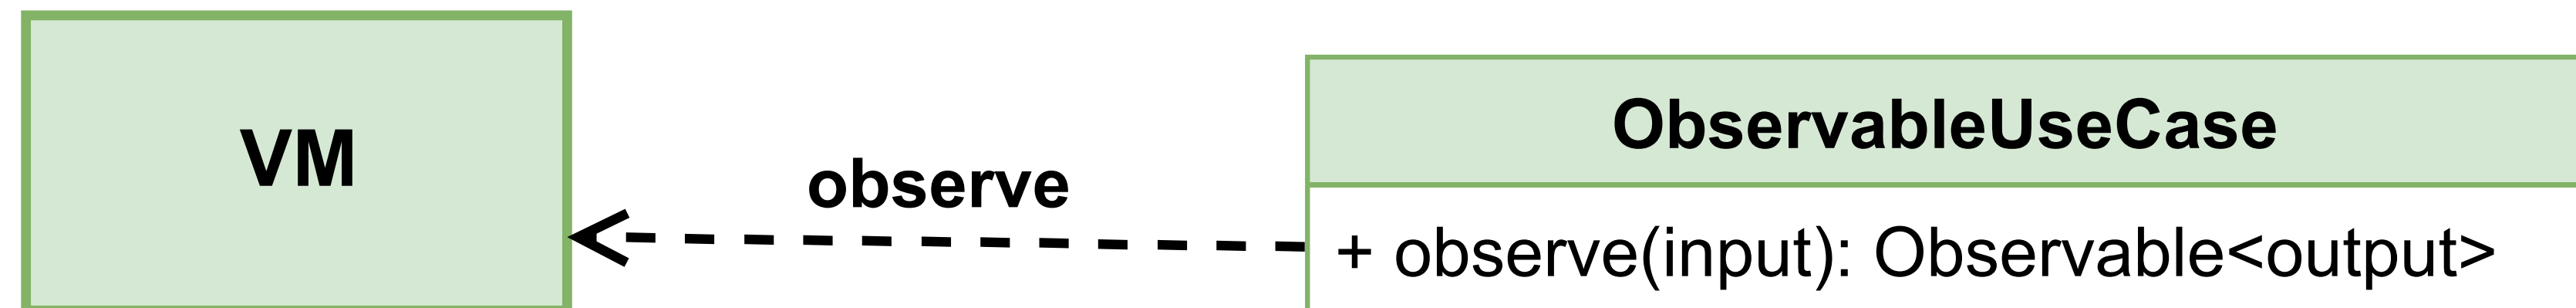 VM
observe
ObservableUseCase
+ observe(input): Observable<output>